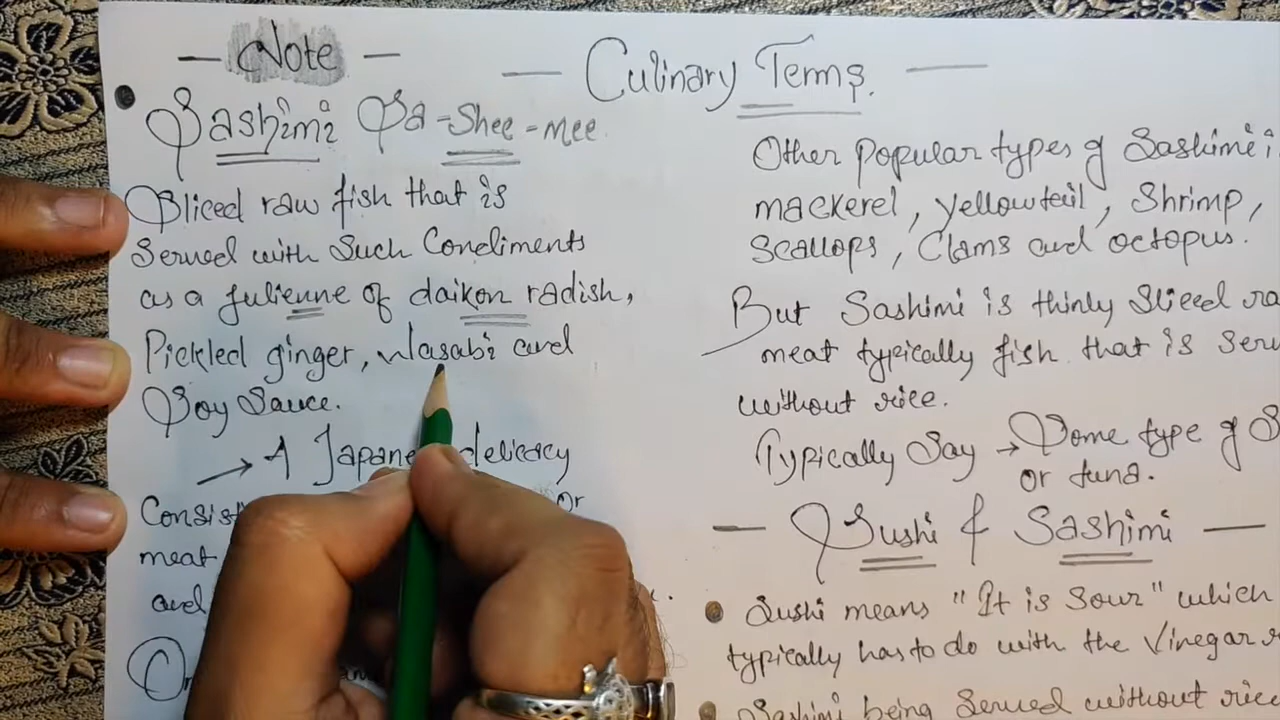 — Note —
— Culinary Terms. —
Sashimi Sa-Shee-mee
Sliced raw fish that is
Served with Such Condiments
as a julienne of daikon radish,
Pickled ginger, Wasabi and
Soy Sauce.
→ A Japane delicacy
Consist or
meat
and
Other popular types of Sashimi
mackerel, yellowtail, Shrimp,
Scallops, Clams and octopus.
But Sashimi is thinly Sliced ra
meat typically fish that is Serv
without rice.
Typically Say → Some type of S
or tuna.
— Sushi & Sashimi —
Sushi means "It is Sour" which
typically has to do with the Vinegar r
Sashimi being Served without rice